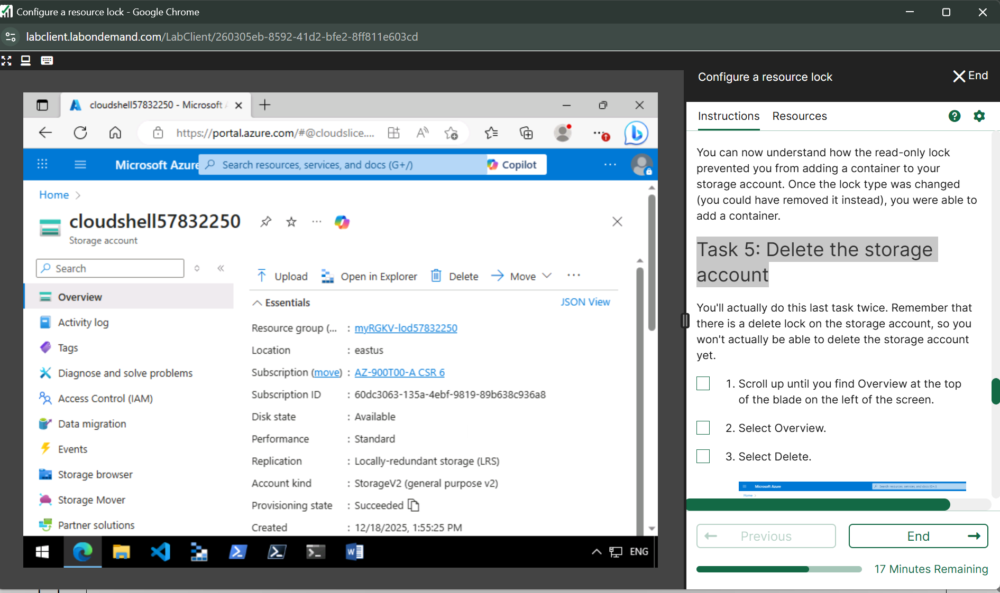 Configure a resource lock - Google Chrome
labclient.labondemand.com/LabClient/260305eb-8592-41d2-bfe2-8ff811e603cd
cloudshell57832250 - Microsoft
https://portal.azure.com/#@cloudslice....
Microsoft Azure
Search resources, services, and docs (G+/)
Copilot
Home
cloudshell57832250
Storage account
Search
Overview
Activity log
Tags
Diagnose and solve problems
Access Control (IAM)
Data migration
Events
Storage browser
Storage Mover
Partner solutions
Upload
Open in Explorer
Delete
Move
Essentials
JSON View
Resource group (... : myRGKV-lod57832250
Location : eastus
Subscription (move) : AZ-900T00-A CSR 6
Subscription ID : 60dc3063-135a-4ebf-9819-89b638c936a8
Disk state : Available
Performance : Standard
Replication : Locally-redundant storage (LRS)
Account kind : StorageV2 (general purpose v2)
Provisioning state : Succeeded
Created : 12/18/2025, 1:55:25 PM
ENG
Configure a resource lock
End
Instructions
Resources
You can now understand how the read-only lock
prevented you from adding a container to your
storage account. Once the lock type was changed
(you could have removed it instead), you were able to
add a container.
Task 5: Delete the storage
account
You'll actually do this last task twice. Remember that
there is a delete lock on the storage account, so you
won't actually be able to delete the storage account
yet.
1. Scroll up until you find Overview at the top
of the blade on the left of the screen.
2. Select Overview.
3. Select Delete.
Microsoft Azure
Search resources, services, and docs (G+/)
Home
Previous
End
17 Minutes Remaining